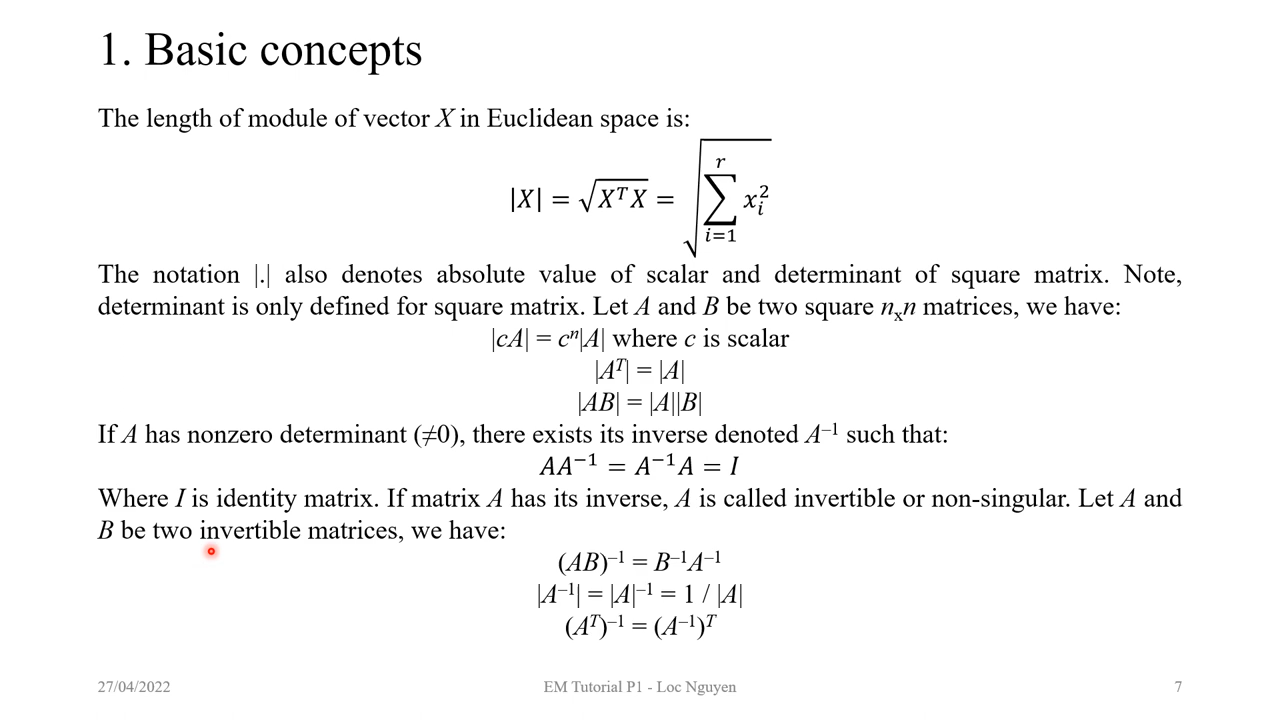 1. Basic concepts
The length of module of vector X in Euclidean space is:
|X| = √(XᵀX) = √(∑ᵢ₌₁ʳ xᵢ²)
The notation |.| also denotes absolute value of scalar and determinant of square matrix. Note,
determinant is only defined for square matrix. Let A and B be two square nₓn matrices, we have:
|cA| = cⁿ|A| where c is scalar
|Aᵀ| = |A|
|AB| = |A||B|
If A has nonzero determinant (≠0), there exists its inverse denoted A⁻¹ such that:
AA⁻¹ = A⁻¹A = I
Where I is identity matrix. If matrix A has its inverse, A is called invertible or non-singular. Let A and
B be two invertible matrices, we have:
(AB)⁻¹ = B⁻¹A⁻¹
|A⁻¹| = |A|⁻¹ = 1 / |A|
(Aᵀ)⁻¹ = (A⁻¹)ᵀ
27/04/2022 EM Tutorial P1 - Loc Nguyen 7